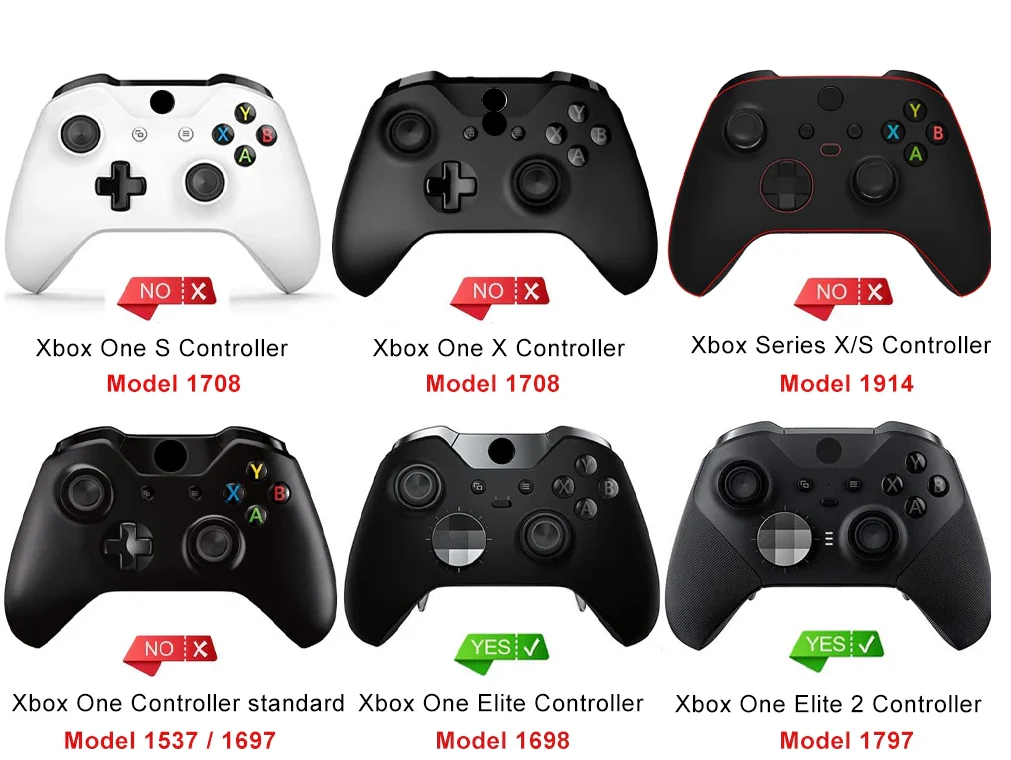 Y
X B
A
NO X
Xbox One S Controller
Model 1708
Y
X B
A
NO X
Xbox One X Controller
Model 1708
Y
X B
A
NO X
Xbox Series X/S Controller
Model 1914
Y
X B
A
NO X
Xbox One Controller standard
Model 1537 / 1697
Y
X B
A
YES ✓
Xbox One Elite Controller
Model 1698
Y
X B
A
YES ✓
Xbox One Elite 2 Controller
Model 1797